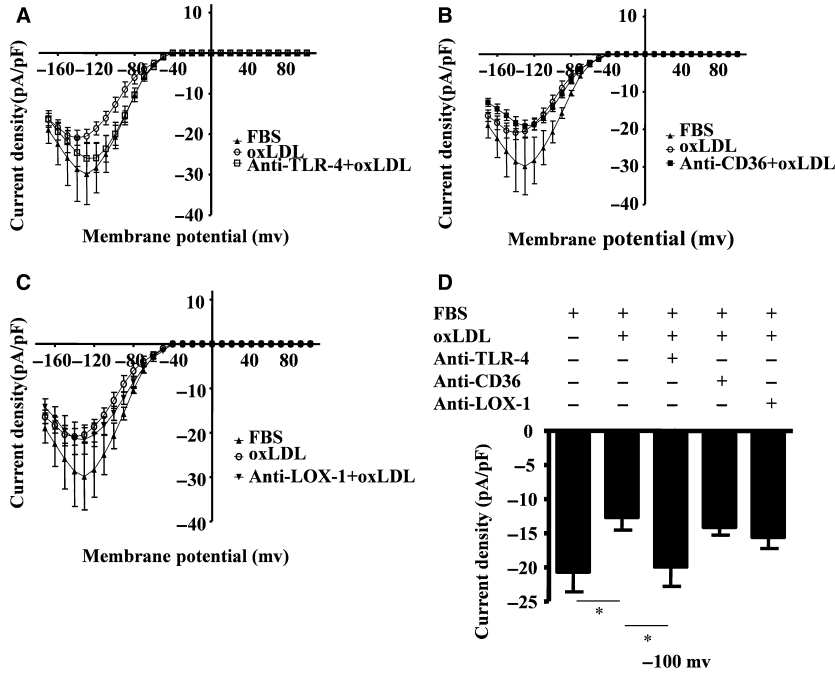 A
10
−160 −120 −80 −40 40 80
−10
−20
−30
−40
Current density(pA/pF)
FBS
oxLDL
Anti-TLR-4+oxLDL
Membrane potential (mv)
B
10
−160 −120 −80 −40 40 80
−10
−20
−30
−40
Current density(pA/pF)
FBS
oxLDL
Anti-CD36+oxLDL
Membrane potential (mv)
C
10
−160 −120 −80 −40 40 80
−10
−20
−30
−40
Current density(pA/pF)
FBS
oxLDL
Anti-LOX-1+oxLDL
Membrane potential (mv)
D
FBS + + + + +
oxLDL − + + + +
Anti-TLR-4 − − + − −
Anti-CD36 − − − + −
Anti-LOX-1 − − − − +
0
−5
−10
−15
−20
−25
Current density (pA/pF)
*
*
−100 mv